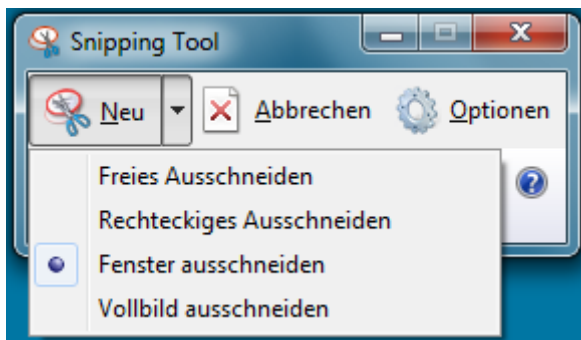 Snipping Tool
Neu Abbrechen Optionen
Freies Ausschneiden
Rechteckiges Ausschneiden
Fenster ausschneiden
Vollbild ausschneiden